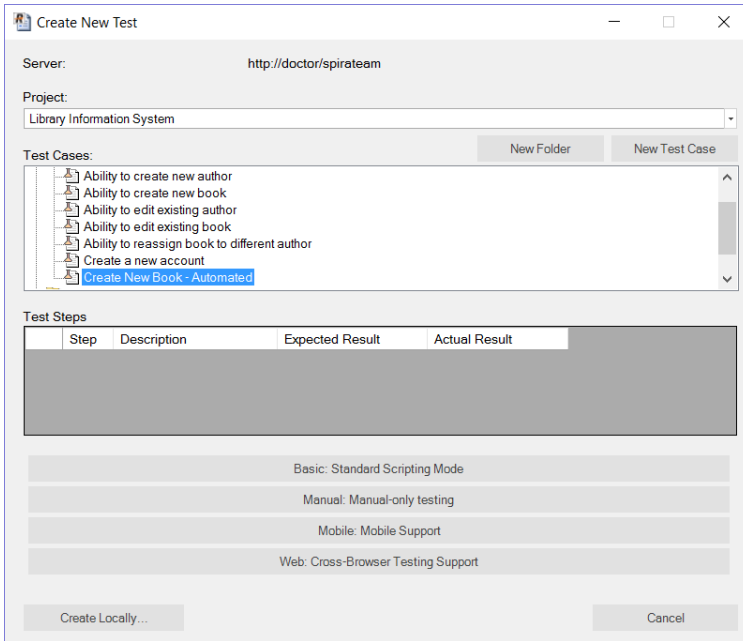 Create New Test
Server: http://doctor/spirateam
Project:
Library Information System
New Folder New Test Case
Test Cases:
Ability to create new author
Ability to create new book
Ability to edit existing author
Ability to edit existing book
Ability to reassign book to different author
Create a new account
Create New Book - Automated
Test Steps
Step Description Expected Result Actual Result
Basic: Standard Scripting Mode
Manual: Manual-only testing
Mobile: Mobile Support
Web: Cross-Browser Testing Support
Create Locally... Cancel